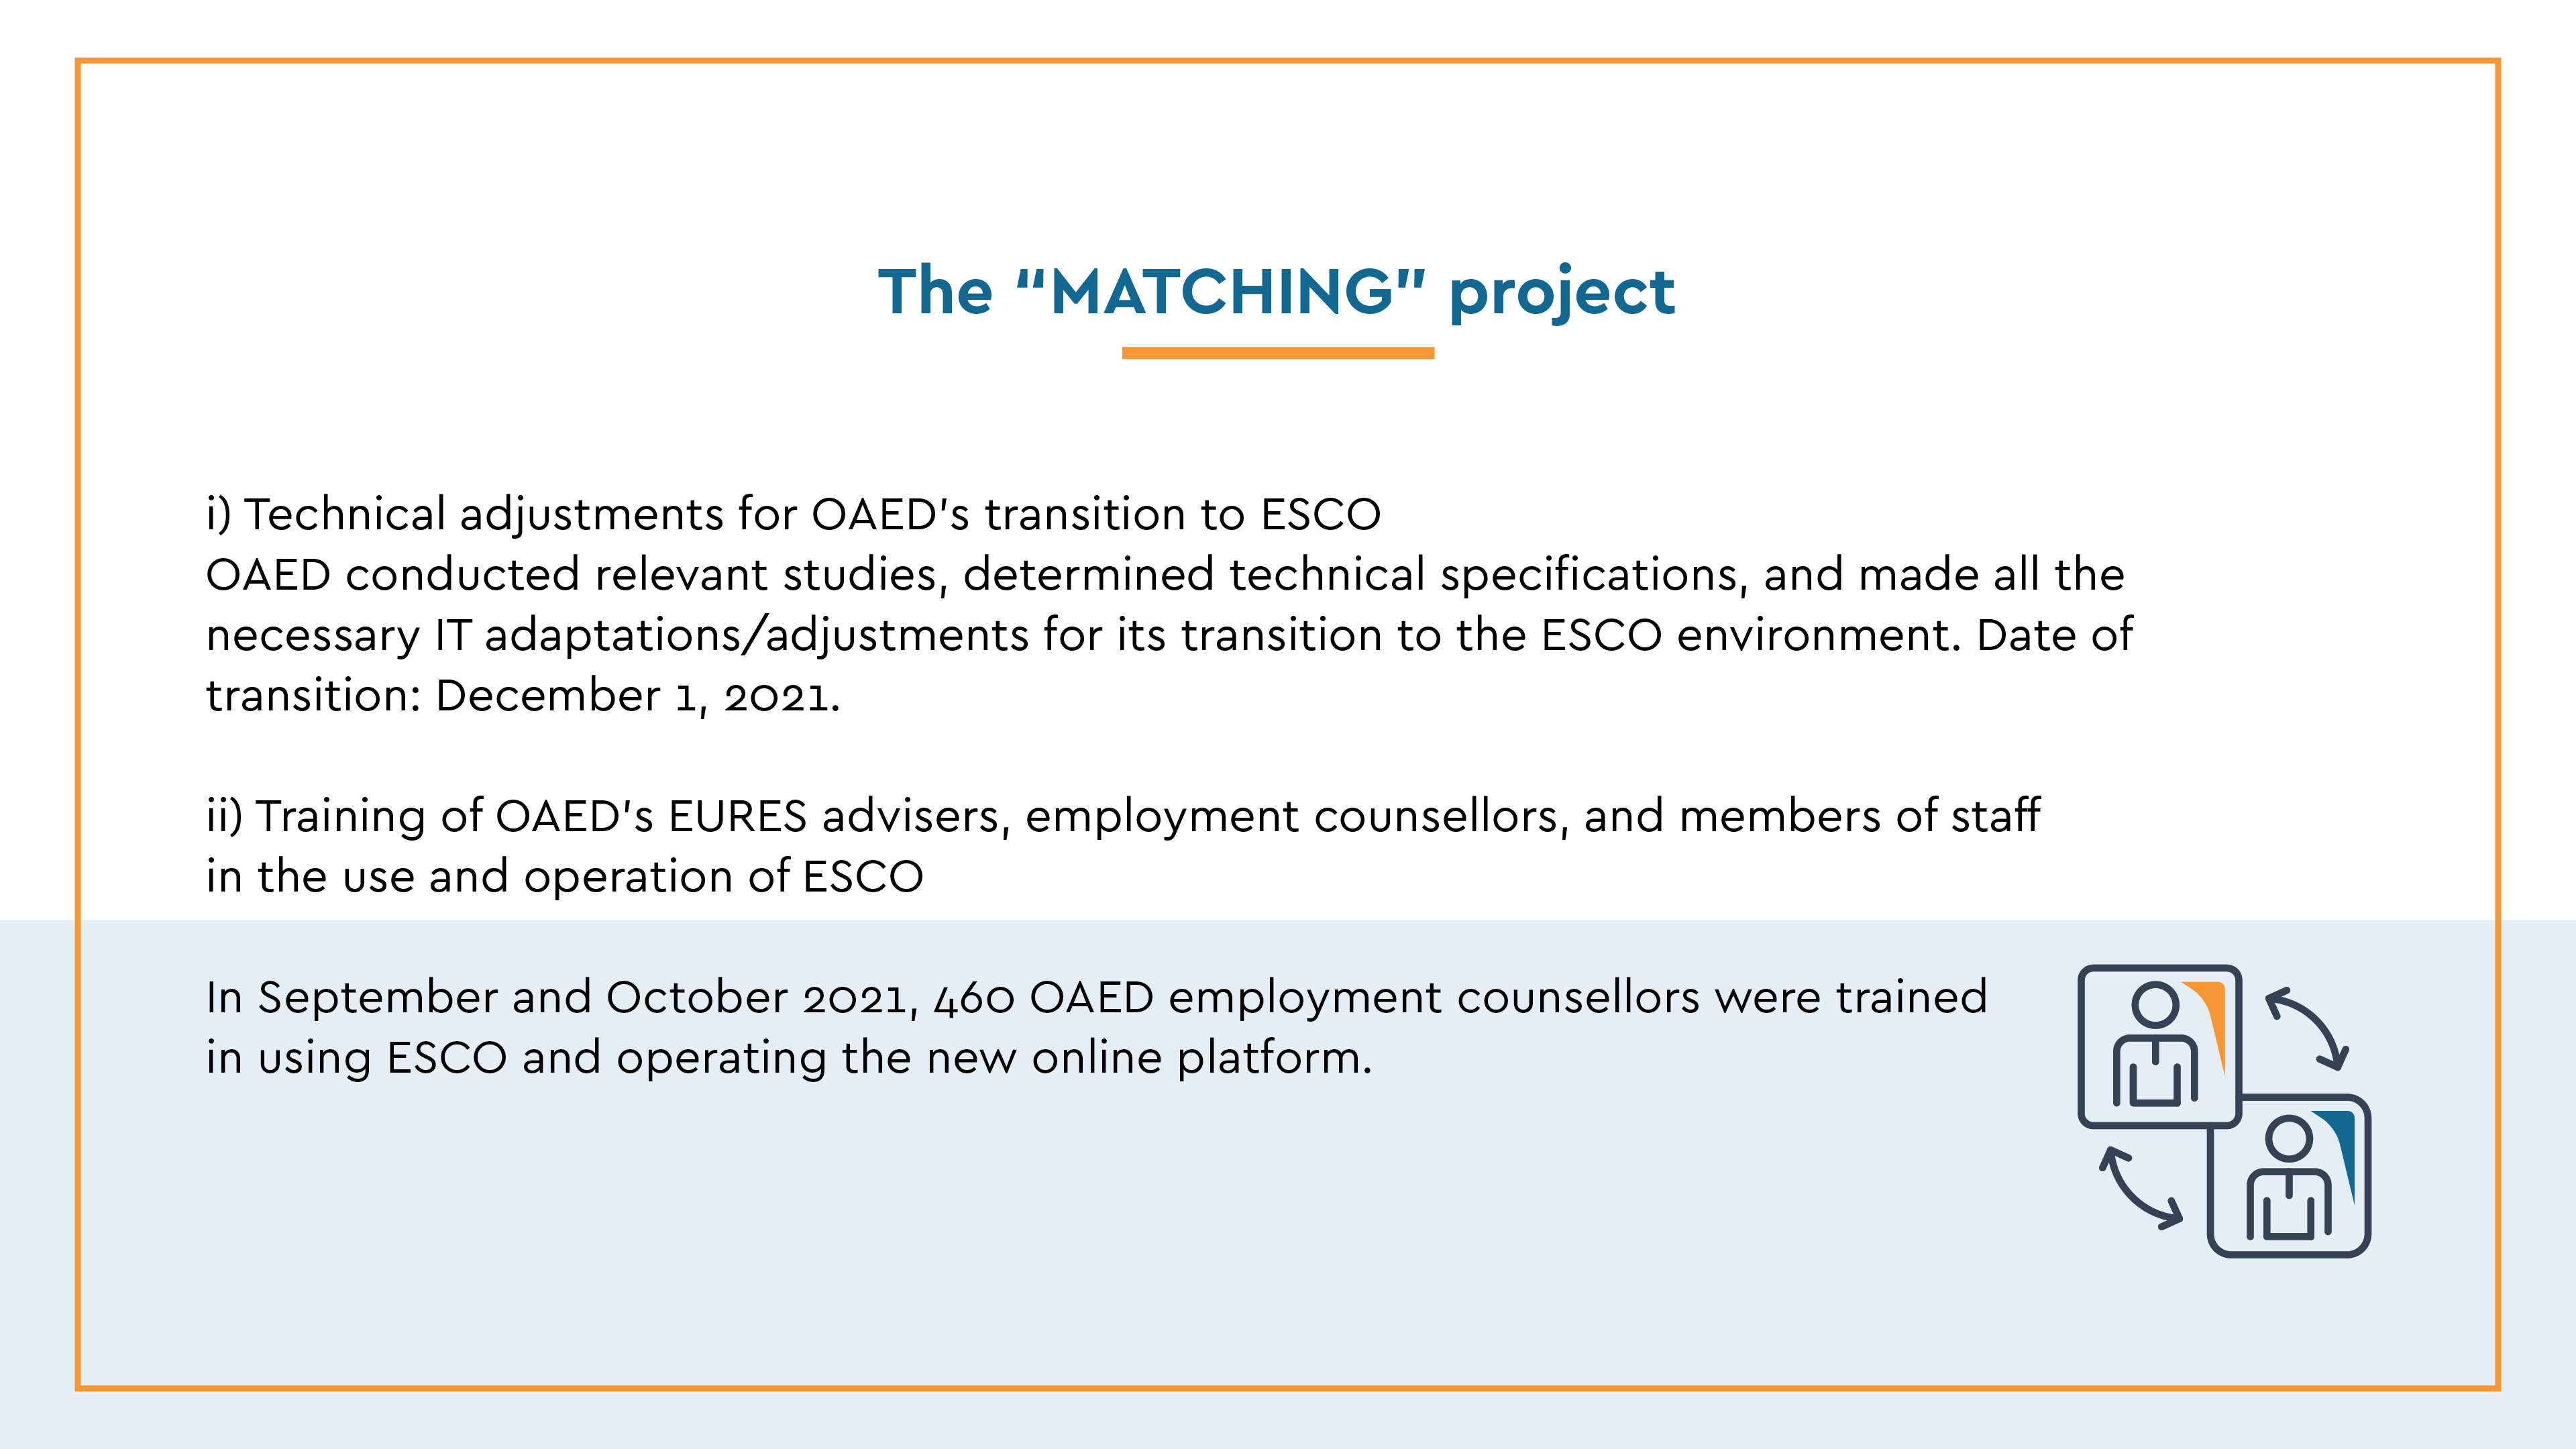 The “MATCHING” project
i) Technical adjustments for OAED’s transition to ESCO
OAED conducted relevant studies, determined technical specifications, and made all the
necessary IT adaptations/adjustments for its transition to the ESCO environment. Date of
transition: December 1, 2021.
ii) Training of OAED’s EURES advisers, employment counsellors, and members of staff
in the use and operation of ESCO
In September and October 2021, 460 OAED employment counsellors were trained
in using ESCO and operating the new online platform.